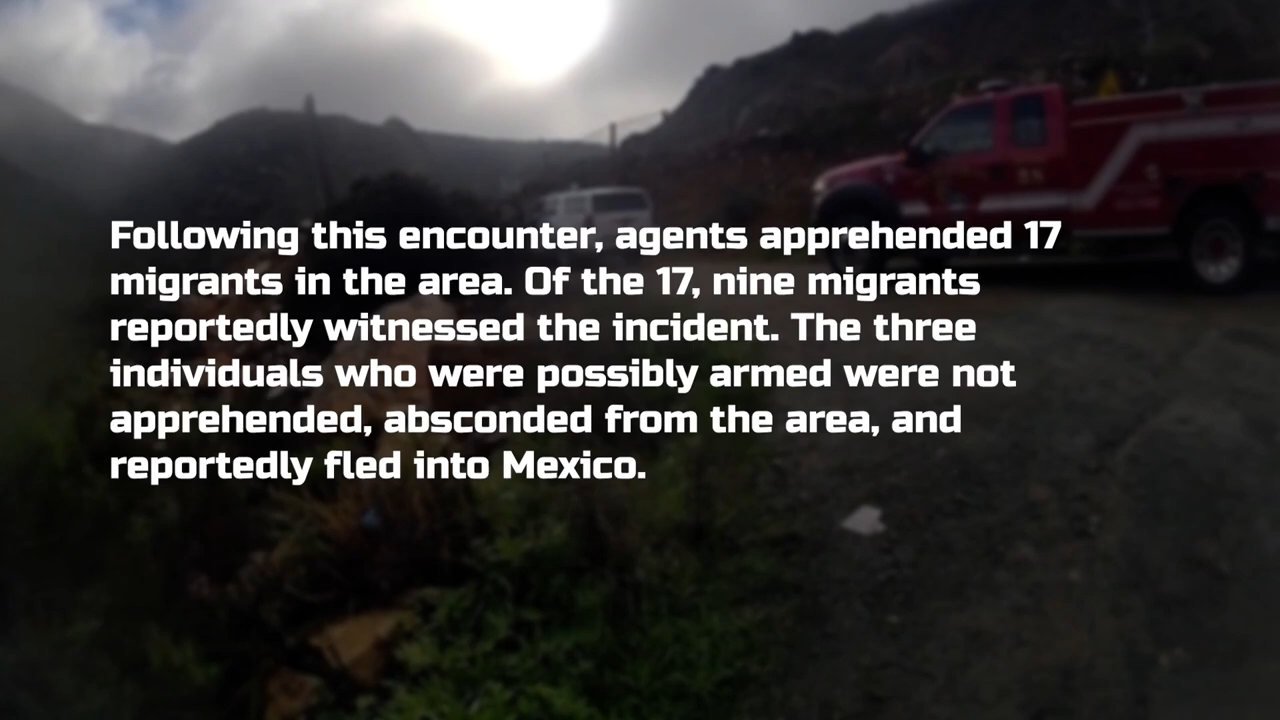 Following this encounter, agents apprehended 17
migrants in the area. Of the 17, nine migrants
reportedly witnessed the incident. The three
individuals who were possibly armed were not
apprehended, absconded from the area, and
reportedly fled into Mexico.